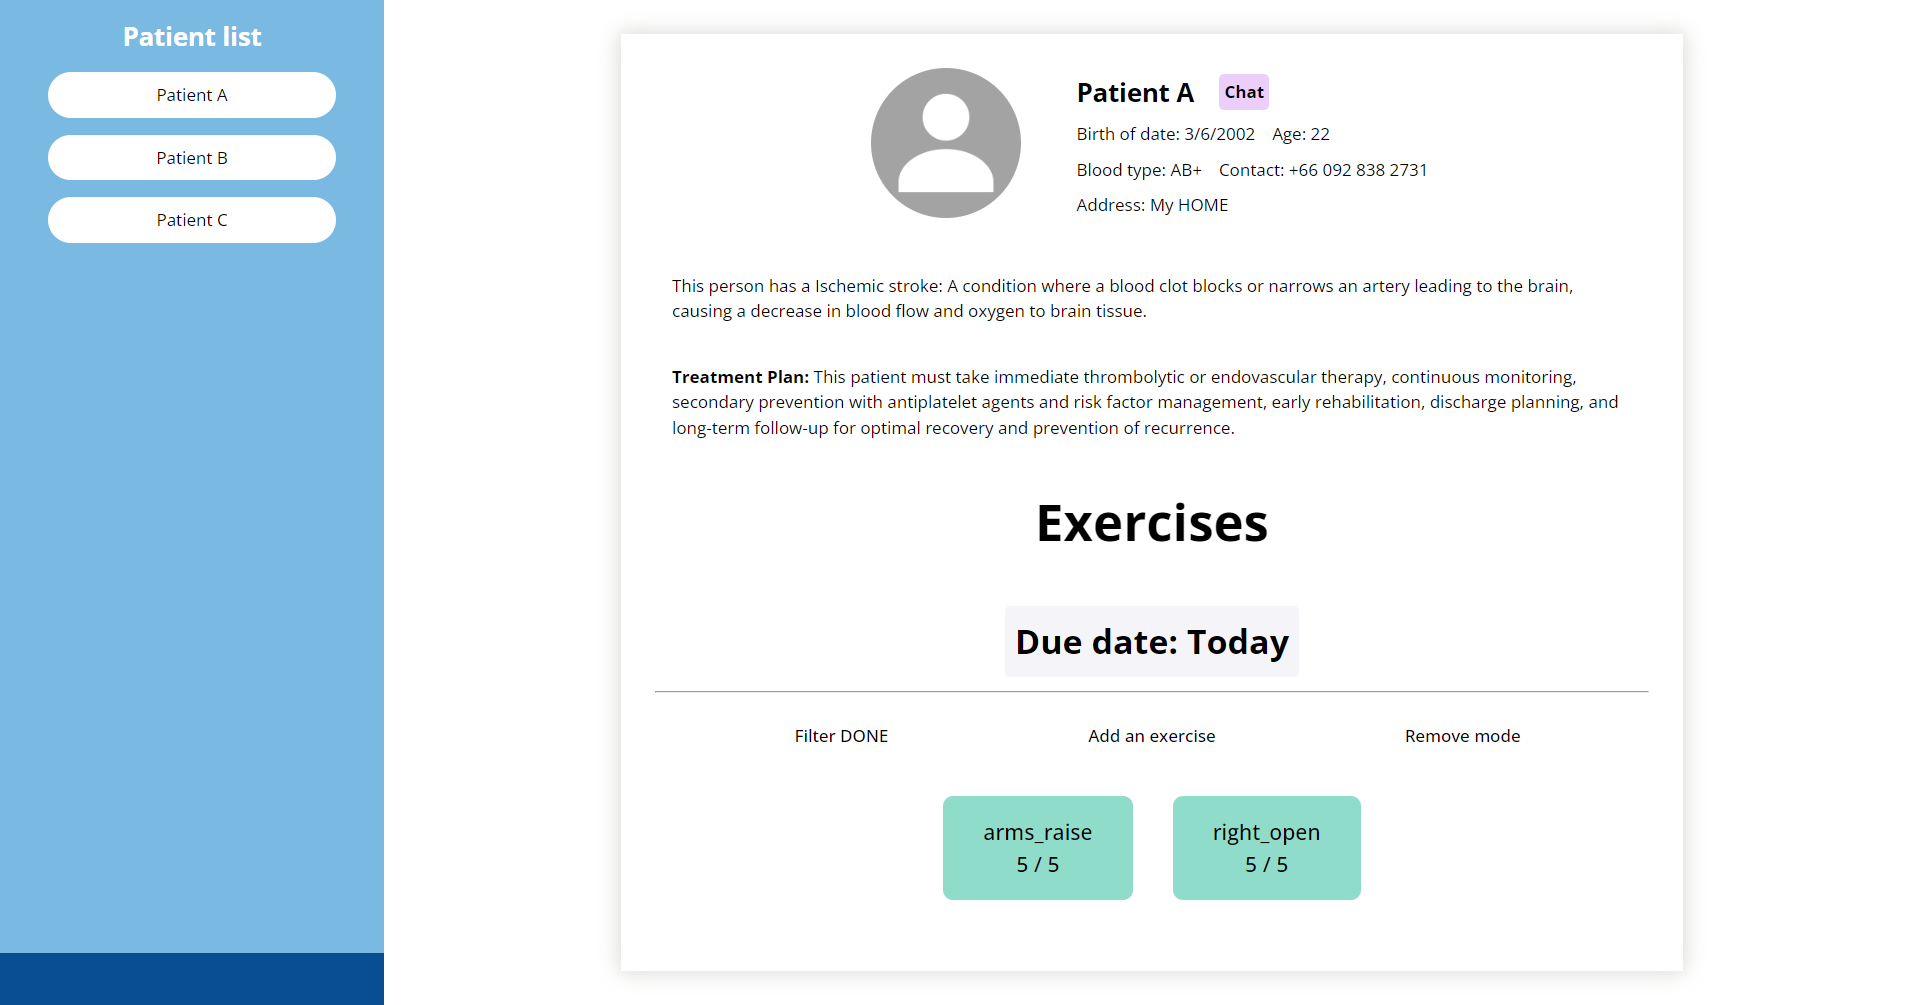 Patient list
Patient A
Patient B
Patient C
Patient A Chat
Birth of date: 3/6/2002 Age: 22
Blood type: AB+ Contact: +66 092 838 2731
Address: My HOME
This person has a Ischemic stroke: A condition where a blood clot blocks or narrows an artery leading to the brain,
causing a decrease in blood flow and oxygen to brain tissue.
Treatment Plan: This patient must take immediate thrombolytic or endovascular therapy, continuous monitoring,
secondary prevention with antiplatelet agents and risk factor management, early rehabilitation, discharge planning, and
long-term follow-up for optimal recovery and prevention of recurrence.
Exercises
Due date: Today
Filter DONE Add an exercise Remove mode
arms_raise
5 / 5
right_open
5 / 5